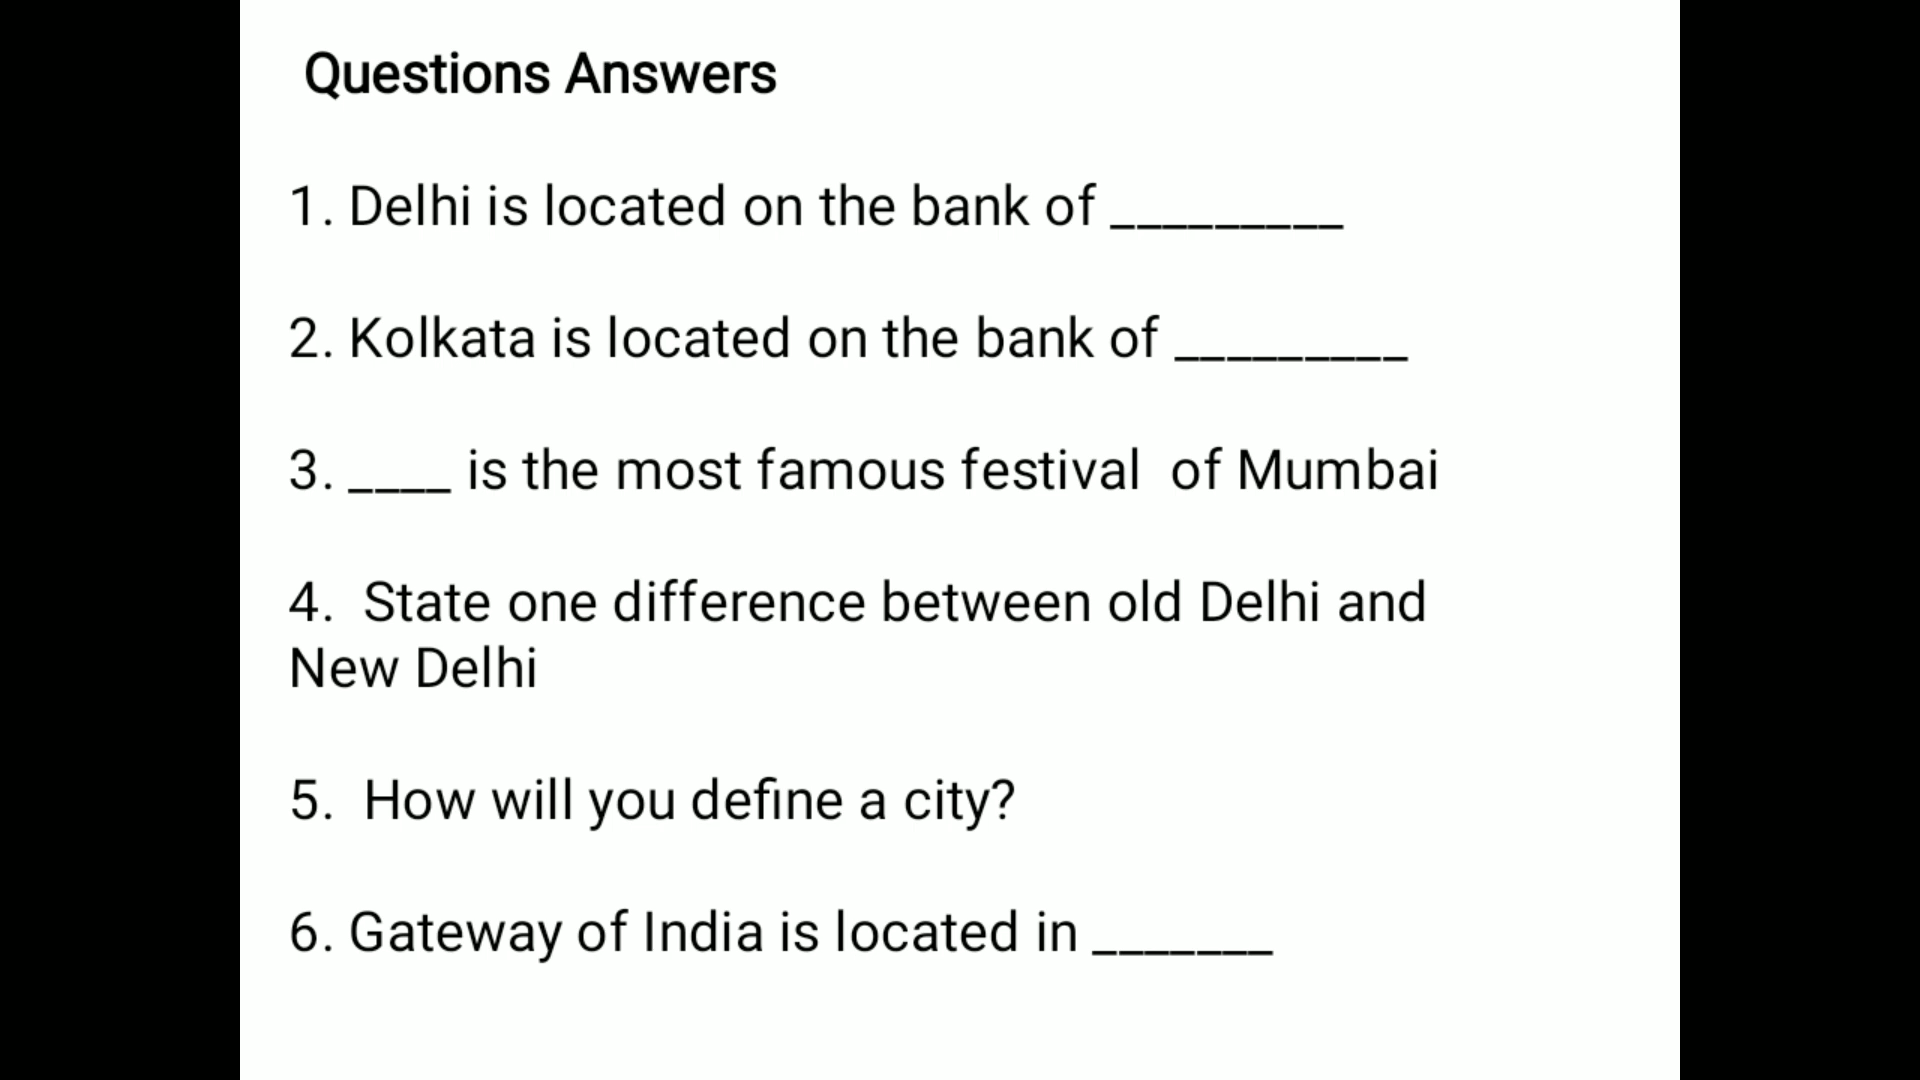 Questions Answers
1. Delhi is located on the bank of _________
2. Kolkata is located on the bank of _________
3. ____ is the most famous festival  of Mumbai
4.  State one difference between old Delhi and
New Delhi
5.  How will you define a city?
6. Gateway of India is located in _______